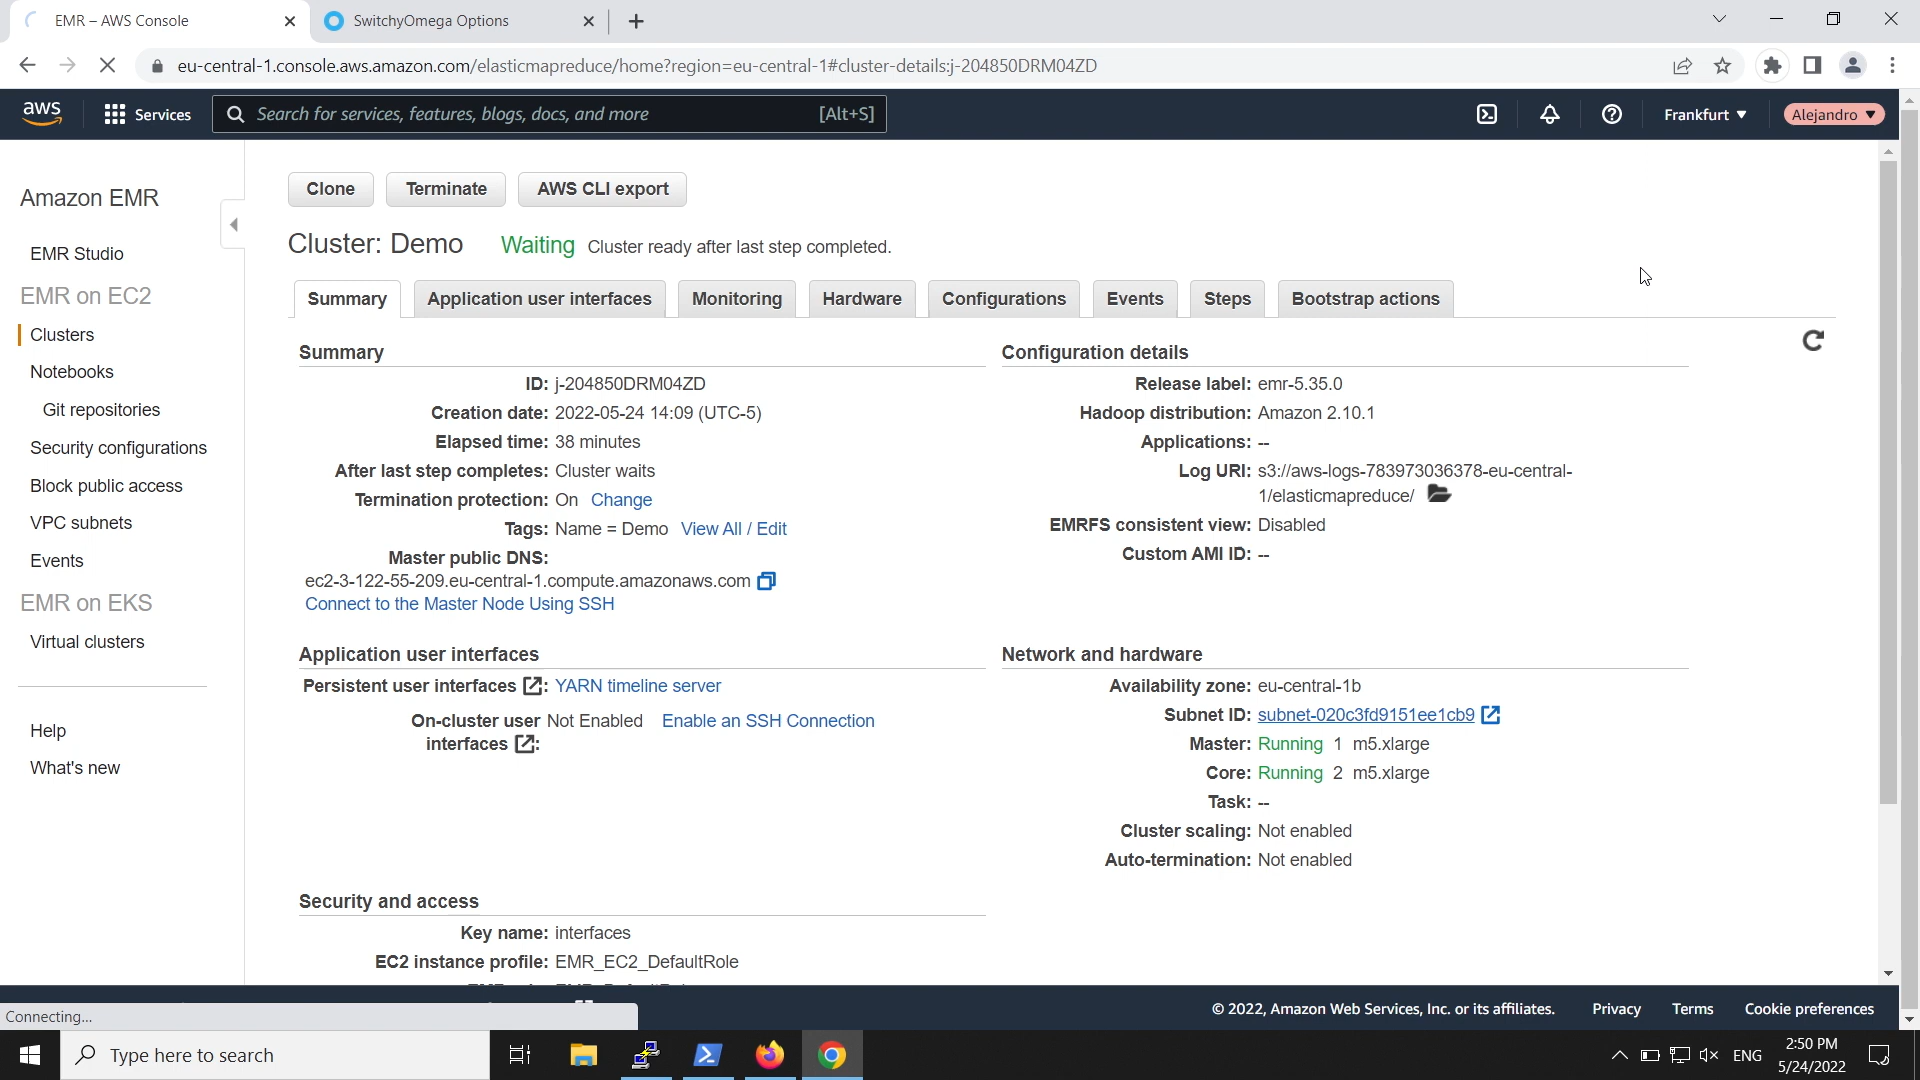 EMR – AWS Console
SwitchyOmega Options
eu-central-1.console.aws.amazon.com/elasticmapreduce/home?region=eu-central-1#cluster-details:j-204850DRM04ZD
aws
Services
Search for services, features, blogs, docs, and more
[Alt+S]
Frankfurt
Alejandro
Amazon EMR
EMR Studio
EMR on EC2
Clusters
Notebooks
Git repositories
Security configurations
Block public access
VPC subnets
Events
EMR on EKS
Virtual clusters
Help
What's new
Clone
Terminate
AWS CLI export
Cluster: Demo
Waiting
Cluster ready after last step completed.
Summary
Application user interfaces
Monitoring
Hardware
Configurations
Events
Steps
Bootstrap actions
Summary
ID: j-204850DRM04ZD
Creation date: 2022-05-24 14:09 (UTC-5)
Elapsed time: 38 minutes
After last step completes: Cluster waits
Termination protection: On Change
Tags: Name = Demo View All / Edit
Master public DNS:
ec2-3-122-55-209.eu-central-1.compute.amazonaws.com
Connect to the Master Node Using SSH
Configuration details
Release label: emr-5.35.0
Hadoop distribution: Amazon 2.10.1
Applications: --
Log URI: s3://aws-logs-783973036378-eu-central-
1/elasticmapreduce/
EMRFS consistent view: Disabled
Custom AMI ID: --
Application user interfaces
Persistent user interfaces : YARN timeline server
On-cluster user Not Enabled Enable an SSH Connection
interfaces :
Network and hardware
Availability zone: eu-central-1b
Subnet ID: subnet-020c3fd9151ee1cb9
Master: Running 1 m5.xlarge
Core: Running 2 m5.xlarge
Task: --
Cluster scaling: Not enabled
Auto-termination: Not enabled
Security and access
Key name: interfaces
EC2 instance profile: EMR_EC2_DefaultRole
Connecting...
© 2022, Amazon Web Services, Inc. or its affiliates.
Privacy
Terms
Cookie preferences
Type here to search
ENG
2:50 PM
5/24/2022